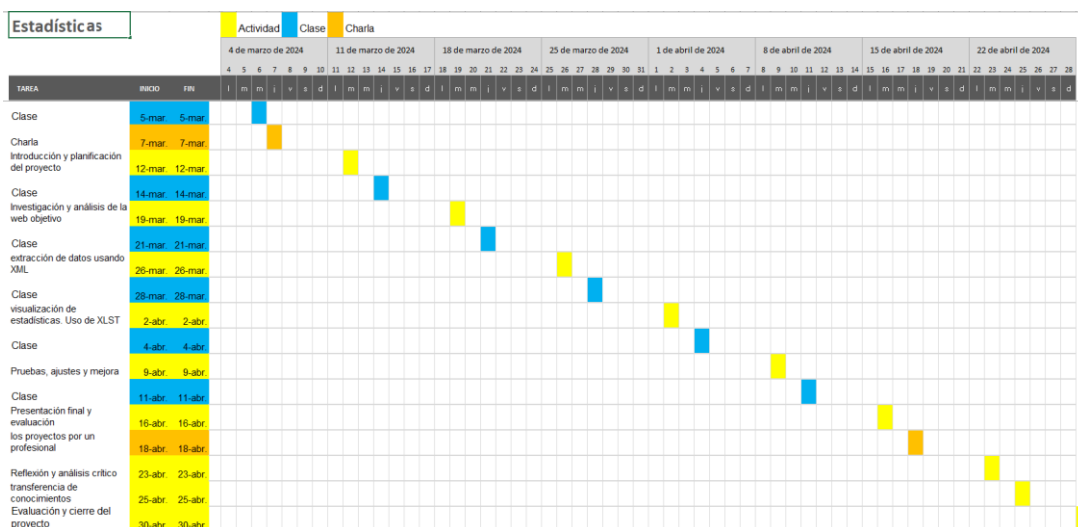 Estadísticas
Actividad Clase Charla
4 de marzo de 2024 11 de marzo de 2024 18 de marzo de 2024 25 de marzo de 2024 1 de abril de 2024 8 de abril de 2024 15 de abril de 2024 22 de abril de 2024
4 5 6 7 8 9 10 11 12 13 14 15 16 17 18 19 20 21 22 23 24 25 26 27 28 29 30 31 1 2 3 4 5 6 7 8 9 10 11 12 13 14 15 16 17 18 19 20 21 22 23 24 25 26 27 28
TAREA INICIO FIN l m m j v s d l m m j v s d l m m j v s d l m m j v s d l m m j v s d l m m j v s d l m m j v s d l m m j v s d
Clase 5-mar. 5-mar.
Charla 7-mar. 7-mar.
Introducción y planificación
del proyecto 12-mar. 12-mar.
Clase 14-mar. 14-mar.
Investigación y análisis de la
web objetivo 19-mar. 19-mar.
Clase 21-mar. 21-mar.
extracción de datos usando
XML 26-mar. 26-mar.
Clase 28-mar. 28-mar.
visualización de
estadísticas. Uso de XLST 2-abr. 2-abr.
Clase 4-abr. 4-abr.
Pruebas, ajustes y mejora 9-abr. 9-abr.
Clase 11-abr. 11-abr.
Presentación final y
evaluación 16-abr. 16-abr.
los proyectos por un
profesional 18-abr. 18-abr.
Reflexión y análisis crítico 23-abr. 23-abr.
transferencia de
conocimientos 25-abr. 25-abr.
Evaluación y cierre del
proyecto 30-abr. 30-abr.